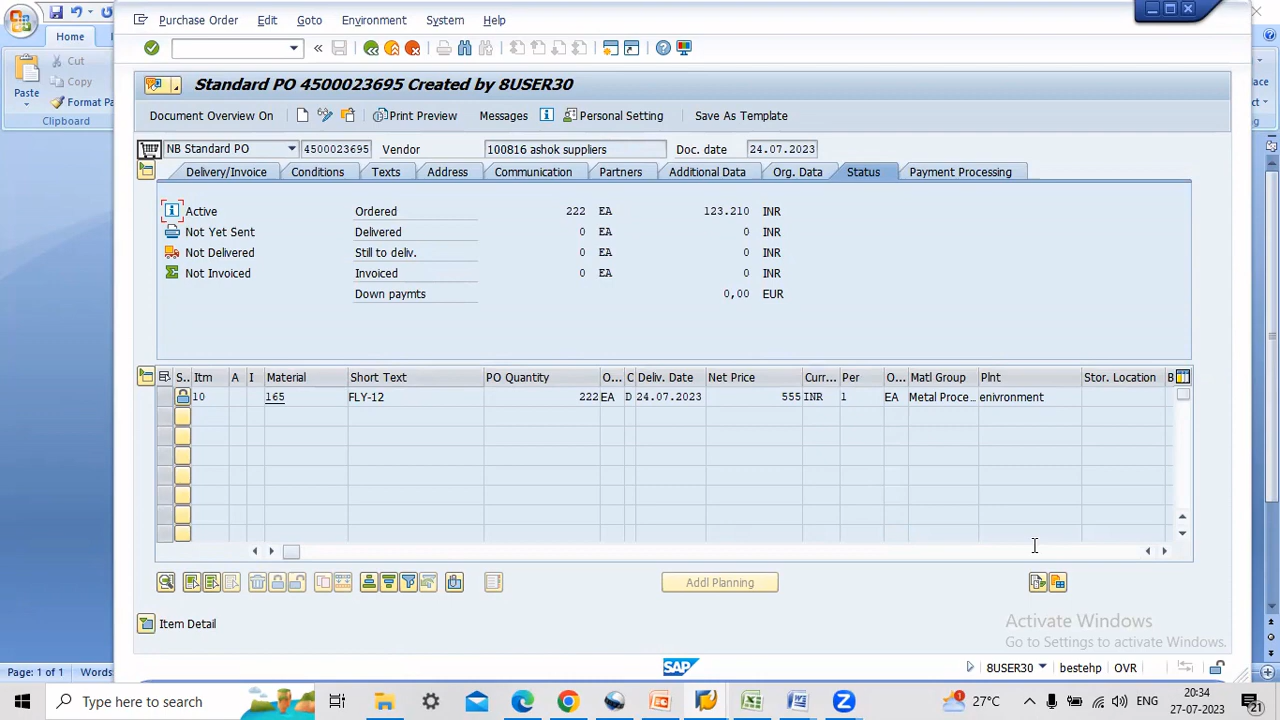 Purchase Order Edit Goto Environment System Help
Home
Cut
Copy
Format Pa
Paste
Clipboard
Standard PO 4500023695 Created by 8USER30
Document Overview On Print Preview Messages Personal Setting Save As Template
NB Standard PO 4500023695 Vendor 100816 ashok suppliers Doc. date 24.07.2023
Delivery/Invoice Conditions Texts Address Communication Partners Additional Data Org. Data Status Payment Processing
Active Ordered 222 EA 123.210 INR
Not Yet Sent Delivered 0 EA 0 INR
Not Delivered Still to deliv. 0 EA 0 INR
Not Invoiced Invoiced 0 EA 0 INR
Down paymts 0,00 EUR
S.. Itm A I Material Short Text PO Quantity O... C Deliv. Date Net Price Curr... Per O... Matl Group Plnt Stor. Location B
10 165 FLY-12 222 EA D 24.07.2023 555 INR 1 EA Metal Proce... enivronment
Addl Planning
Item Detail
Activate Windows
Go to Settings to activate Windows.
SAP 8USER30 bestehp OVR
Page: 1 of 1 Words
Type here to search 27°C ENG 20:34
27-07-2023 21